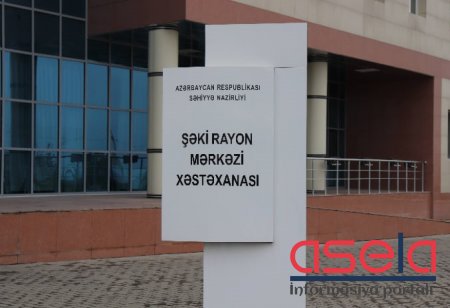 AZƏRBAYCAN RESPUBLİKASI
SƏHİYYƏ NAZİRLİYİ
ŞƏKİ RAYON
MƏRKƏZİ
XƏSTƏXANASI
asela
İnformasiya portalı